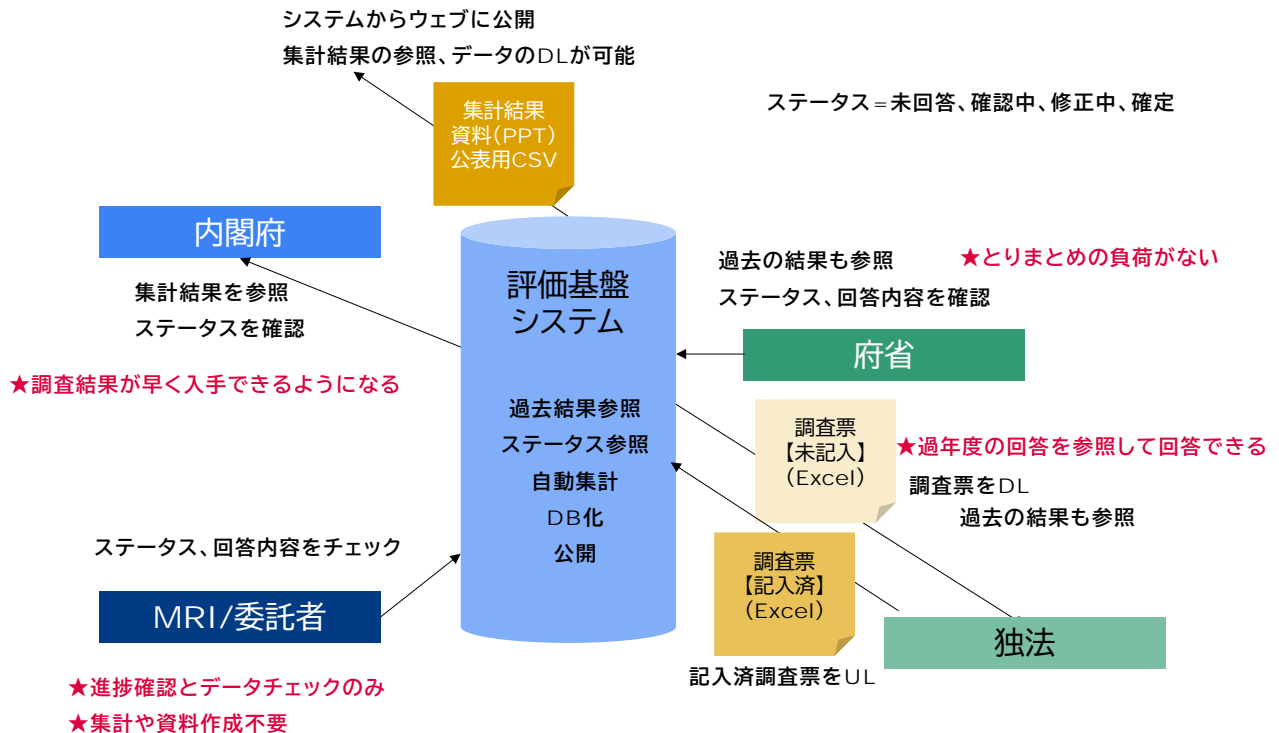 システムからウェブに公開
集計結果の参照、データのDLが可能
集計結果
資料(PPT)
公表用CSV
ステータス=未回答、確認中、修正中、確定
内閣府
集計結果を参照
ステータスを確認
★調査結果が早く入手できるようになる
評価基盤
システム
過去結果参照
ステータス参照
自動集計
DB化
公開
過去の結果も参照
★とりまとめの負荷がない
ステータス、回答内容を確認
府省
調査票
【未記入】
(Excel)
★過年度の回答を参照して回答できる
調査票をDL
過去の結果も参照
調査票
【記入済】
(Excel)
独法
記入済調査票をUL
ステータス、回答内容をチェック
MRI/委託者
★進捗確認とデータチェックのみ
★集計や資料作成不要